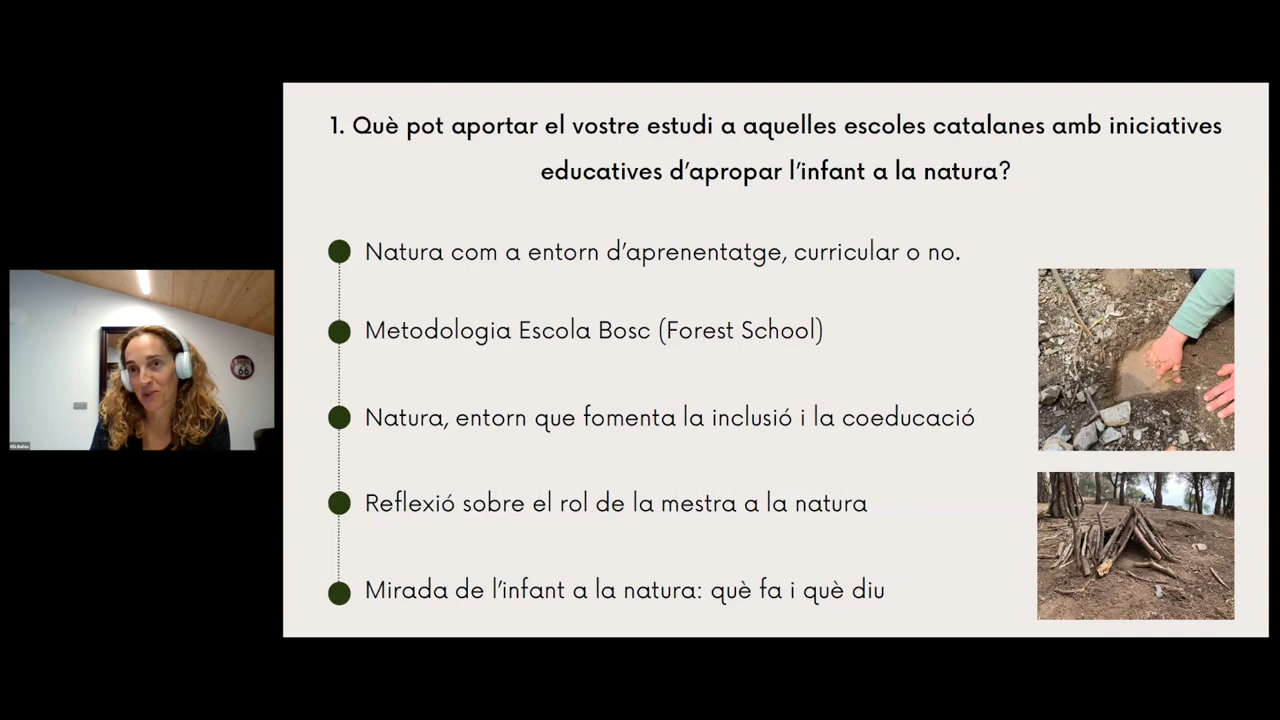 1. Què pot aportar el vostre estudi a aquelles escoles catalanes amb iniciatives
educatives d'apropar l'infant a la natura?
Natura com a entorn d'aprenentatge, curricular o no.
Metodologia Escola Bosc (Forest School)
Natura, entorn que fomenta la inclusió i la coeducació
Reflexió sobre el rol de la mestra a la natura
Mirada de l'infant a la natura: què fa i què diu
66